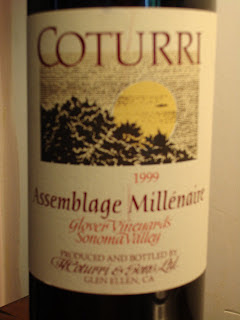 COTURRI
1999
Assemblage Millénaire
Glover Vineyards
Sonoma Valley
PRODUCED AND BOTTLED BY
H. Coturri & Sons Ltd.
GLEN ELLEN, CA